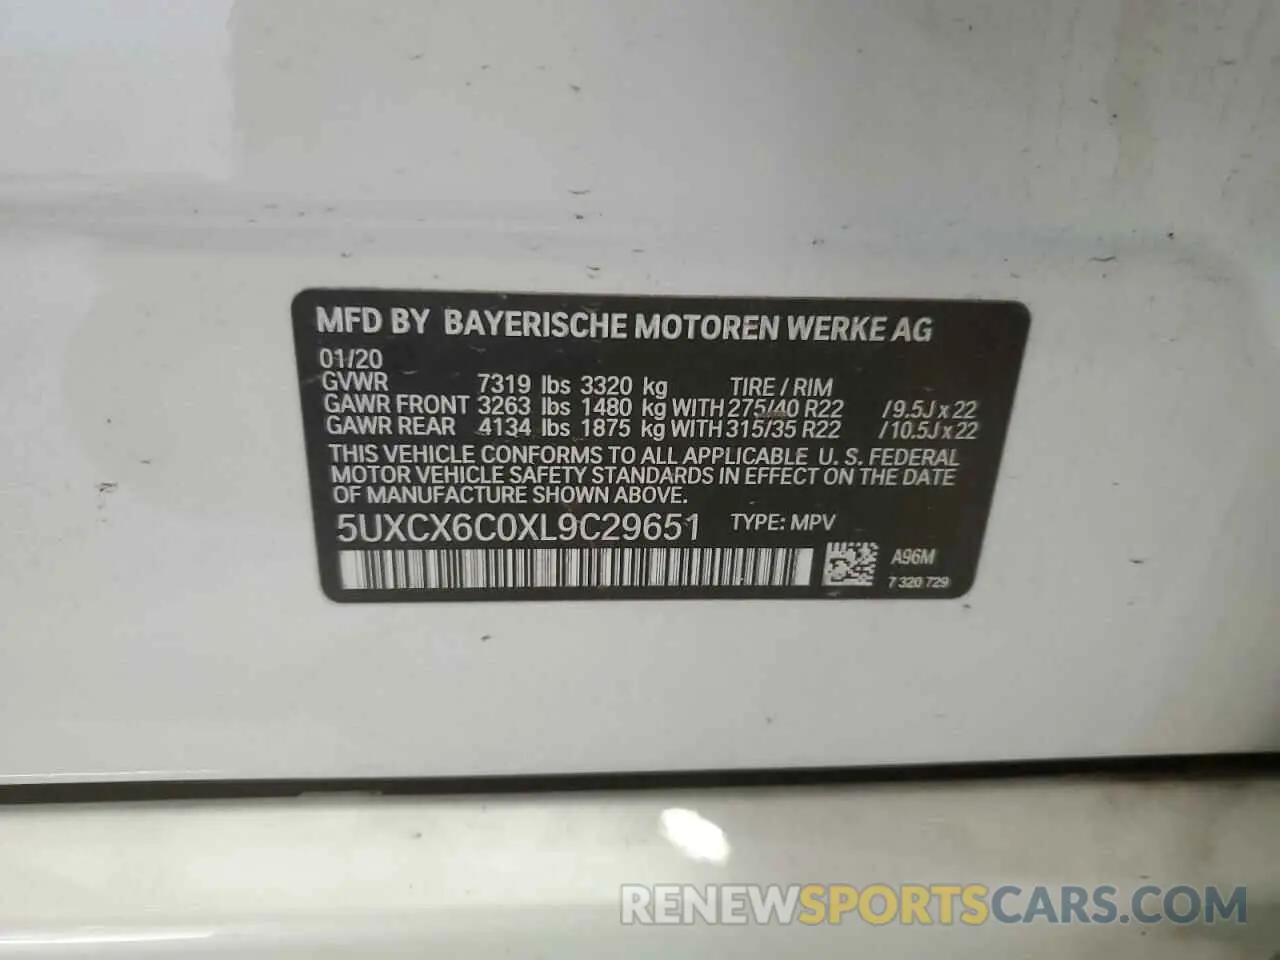 MFD BY BAYERISCHE MOTOREN WERKE AG
01/20
GVWR 7319 lbs 3320 kg TIRE / RIM
GAWR FRONT 3263 lbs 1480 kg WITH 275/40 R22 /9.5J x 22
GAWR REAR 4134 lbs 1875 kg WITH 315/35 R22 /10.5J x 22
THIS VEHICLE CONFORMS TO ALL APPLICABLE U. S. FEDERAL
MOTOR VEHICLE SAFETY STANDARDS IN EFFECT ON THE DATE
OF MANUFACTURE SHOWN ABOVE.
5UXCX6C0XL9C29651 TYPE: MPV
A96M
7 320 729
RENEWSPORTSCARS.COM